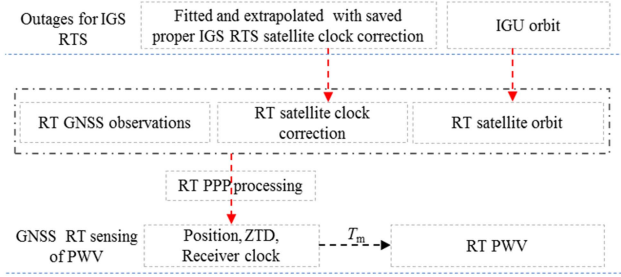 Outages for IGS
RTS
Fitted and extrapolated with saved
proper IGS RTS satellite clock correction
IGU orbit
RT GNSS observations
RT satellite clock
correction
RT satellite orbit
RT PPP processing
GNSS RT sensing
of PWV
Position, ZTD,
Receiver clock
Tm
RT PWV